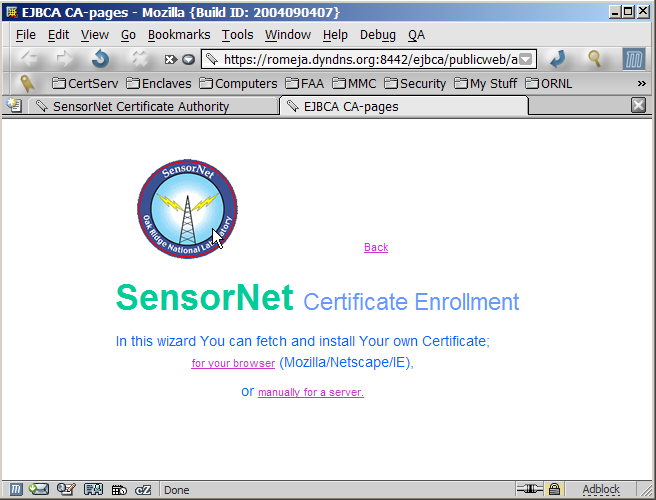 EJBCA CA-pages - Mozilla {Build ID: 2004090407}
File Edit View Go Bookmarks Tools Window Help Debug QA
https://romeja.dyndns.org:8442/ejbca/publicweb/a
CertServ Enclaves Computers FAA MMC Security My Stuff ORNL »
SensorNet Certificate Authority EJBCA CA-pages
SensorNet
Oak Ridge National Laboratory
Back
SensorNet Certificate Enrollment
In this wizard You can fetch and install Your own Certificate;
for your browser (Mozilla/Netscape/IE),
or manually for a server.
Done Adblock